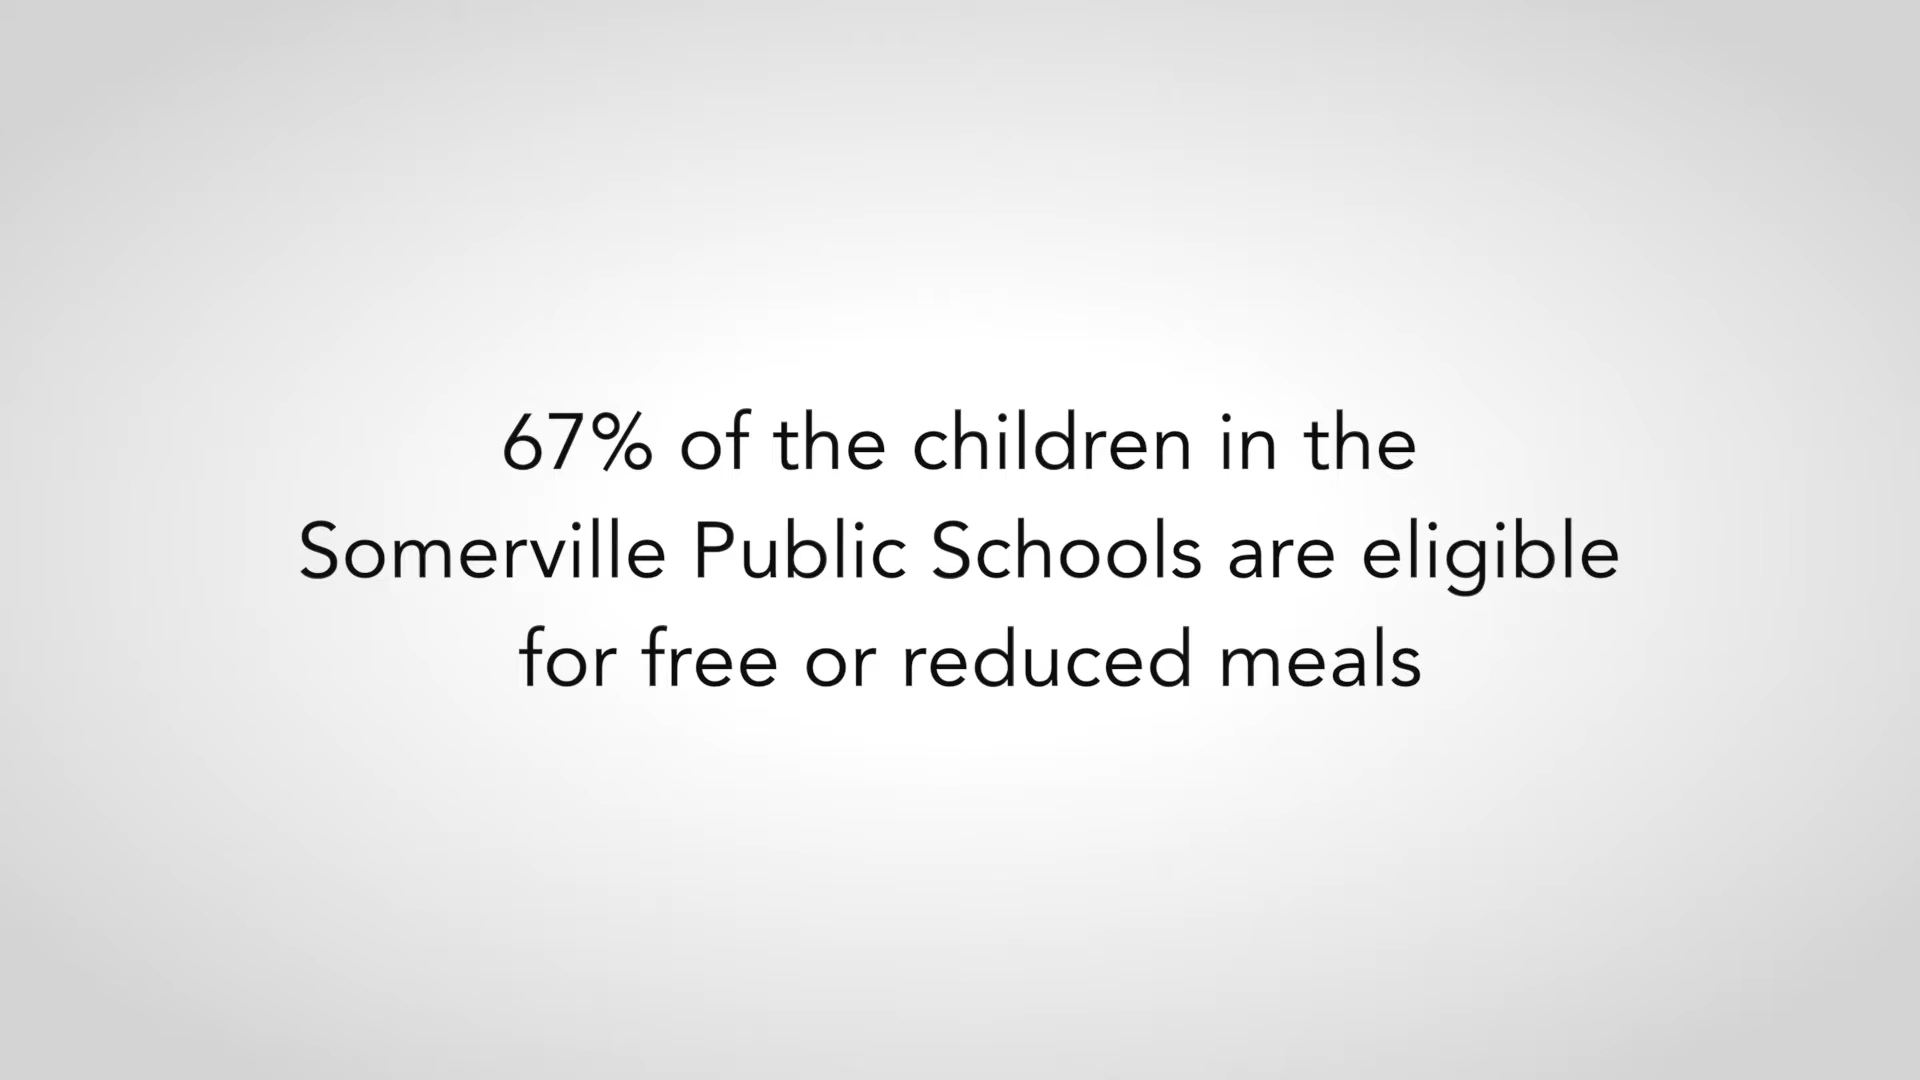 67% of the children in the
Somerville Public Schools are eligible
for free or reduced meals